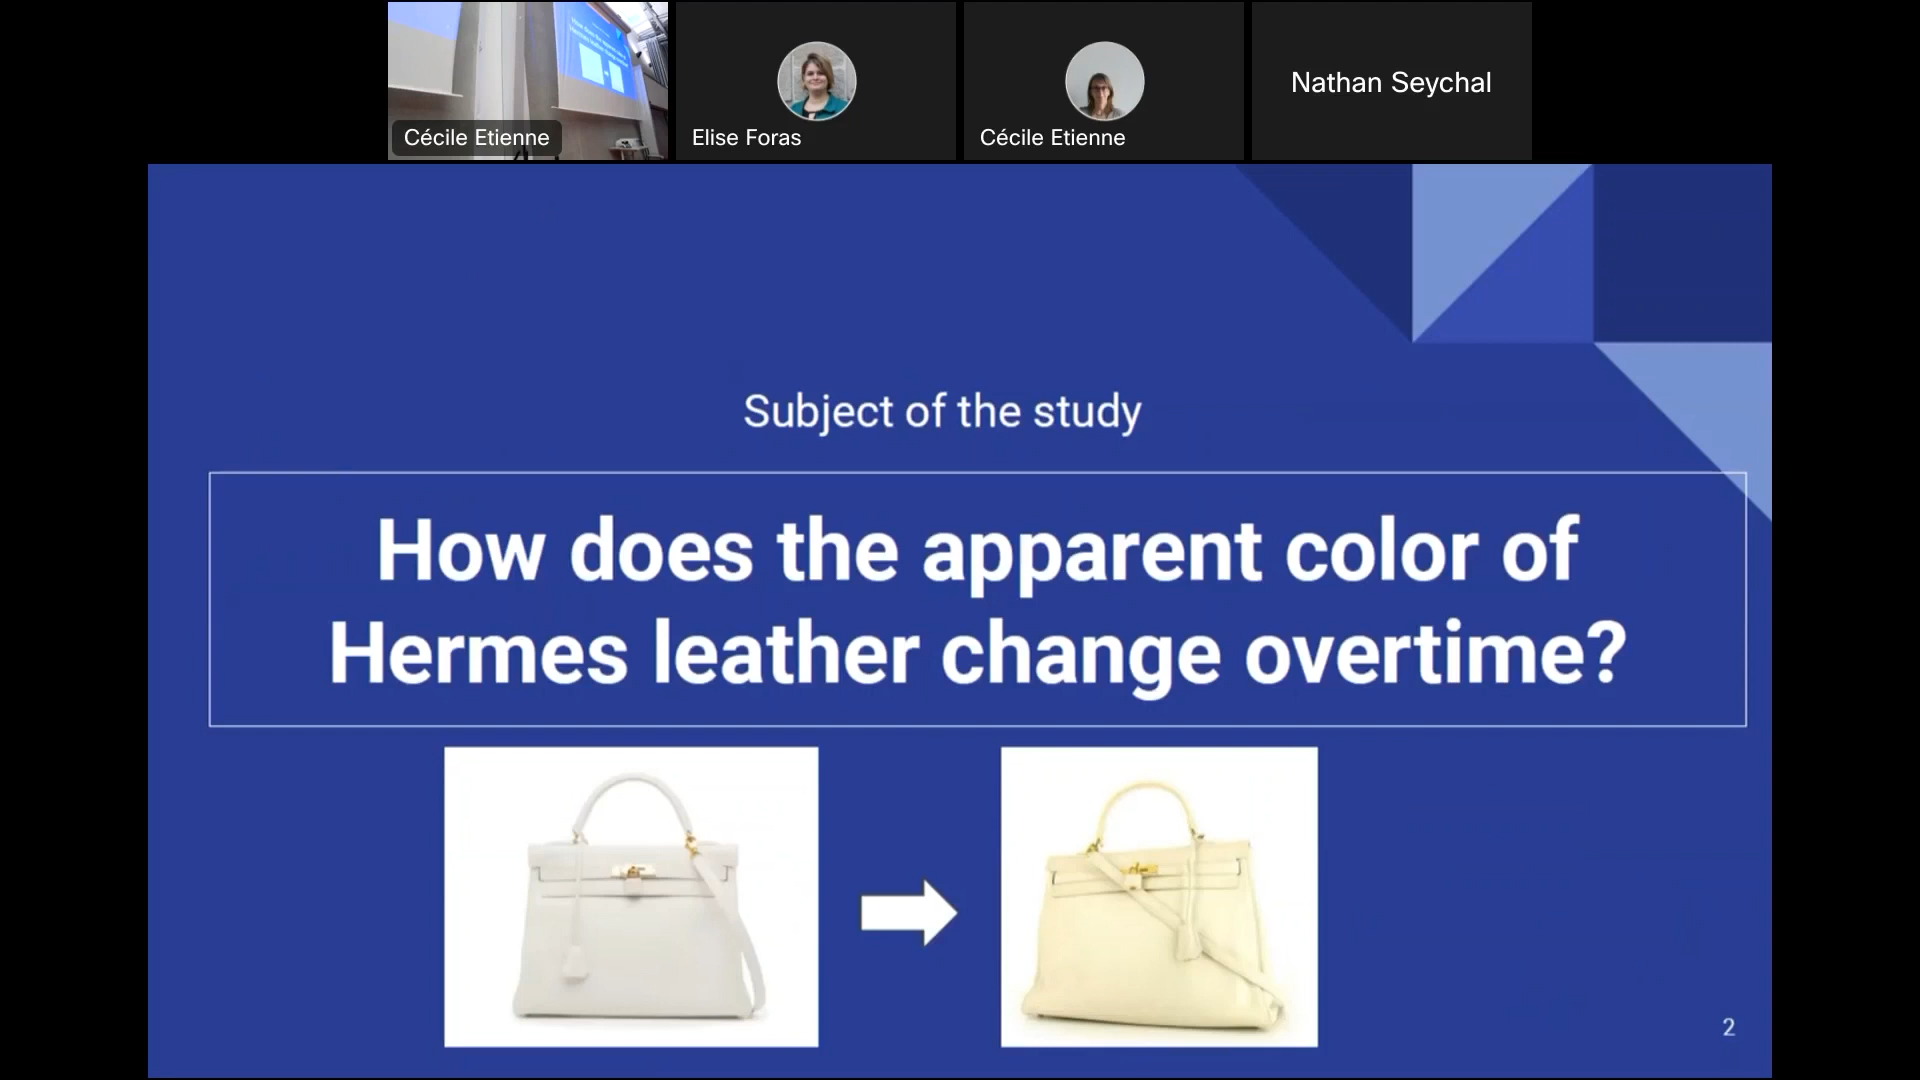 Cécile Etienne
Elise Foras
Cécile Etienne
Nathan Seychal
Subject of the study
How does the apparent color of
Hermes leather change overtime?
2